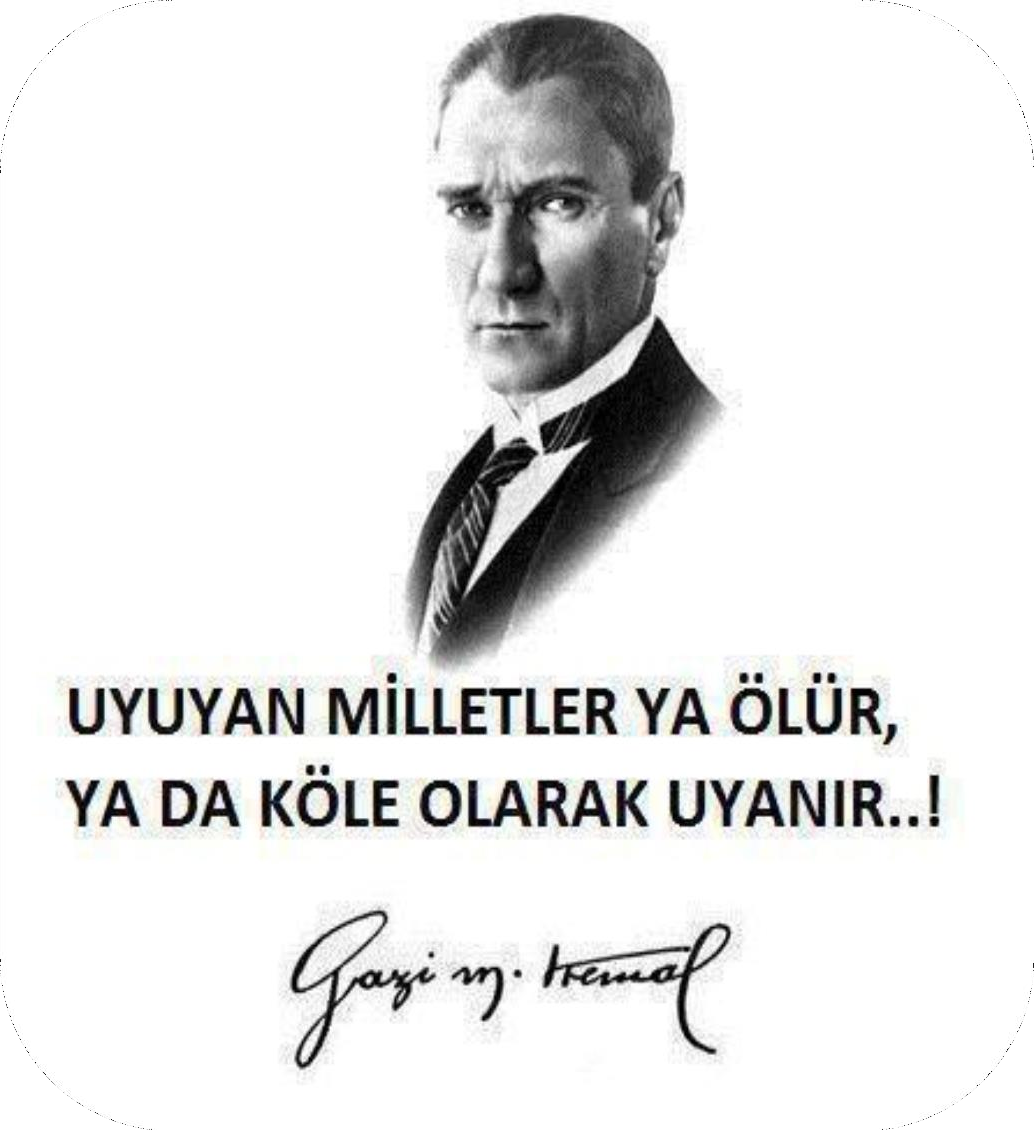 UYUYAN MİLLETLER YA ÖLÜR,
YA DA KÖLE OLARAK UYANIR..!
Gazi m. Kemal